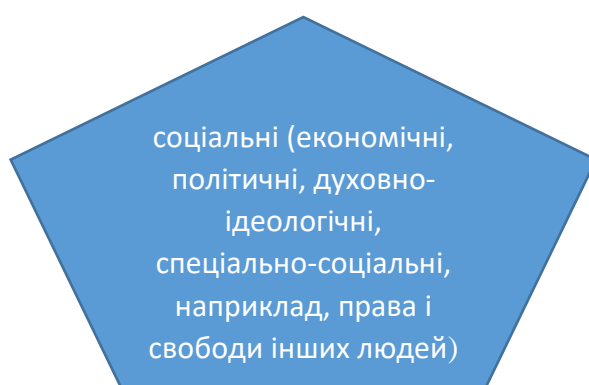 соціальні (економічні,
політичні, духовно-
ідеологічні,
спеціально-соціальні,
наприклад, права і
свободи інших людей)